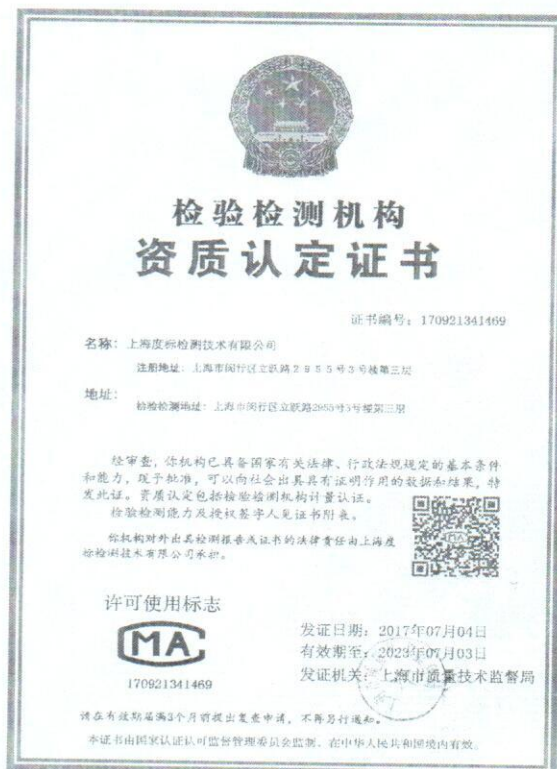 检验检测机构
资质认定证书
证书编号：170921341469
名称：上海度标检测技术有限公司
注册地址：上海市闵行区立跃路2955号3号楼第三层
地址：
检验检测地址：上海市闵行区立跃路2955号3号楼第三层
经审查，你机构已具备国家有关法律、行政法规规定的基本条件
和能力，现予批准，可以向社会出具具有证明作用的数据和结果，特
发此证。资质认定包括检验检测机构计量认证。
检验检测能力及授权签字人见证书附表。
你机构对外出具检测报告或证书的法律责任由上海度
标检测技术有限公司承担。
许可使用标志
MA
170921341469
发证日期：2017年07月04日
有效期至：2023年07月03日
发证机关：上海市质量技术监督局
请在有效期届满3个月前提出复查申请，不再另行通知。
本证书由国家认证认可监督管理委员会监制，在中华人民共和国境内有效。